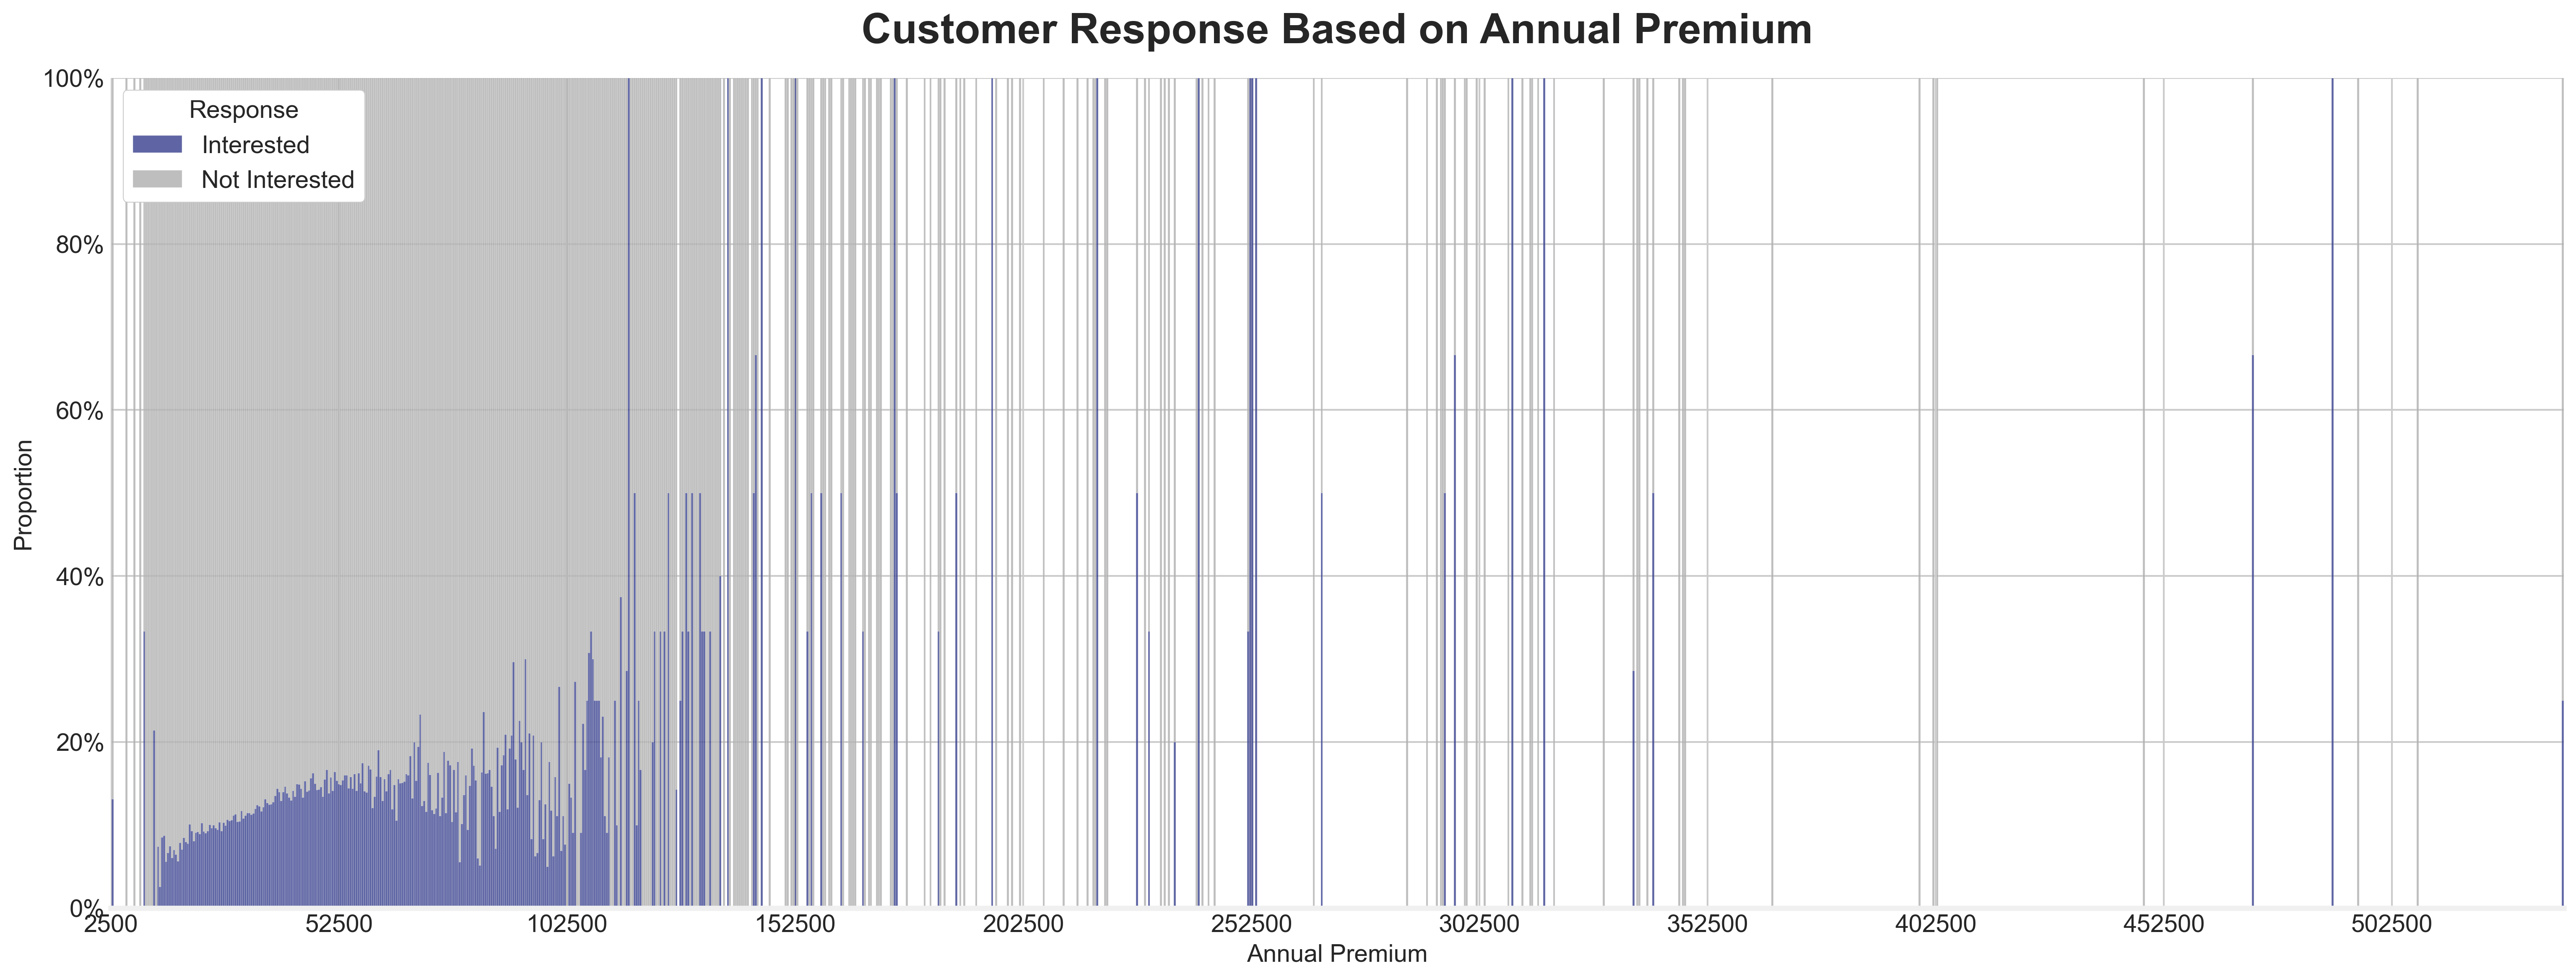 Customer Response Based on Annual Premium
100%
80%
60%
40%
20%
0%
Proportion
Response
Interested
Not Interested
2500 52500 102500 152500 202500 252500 302500 352500 402500 452500 502500
Annual Premium